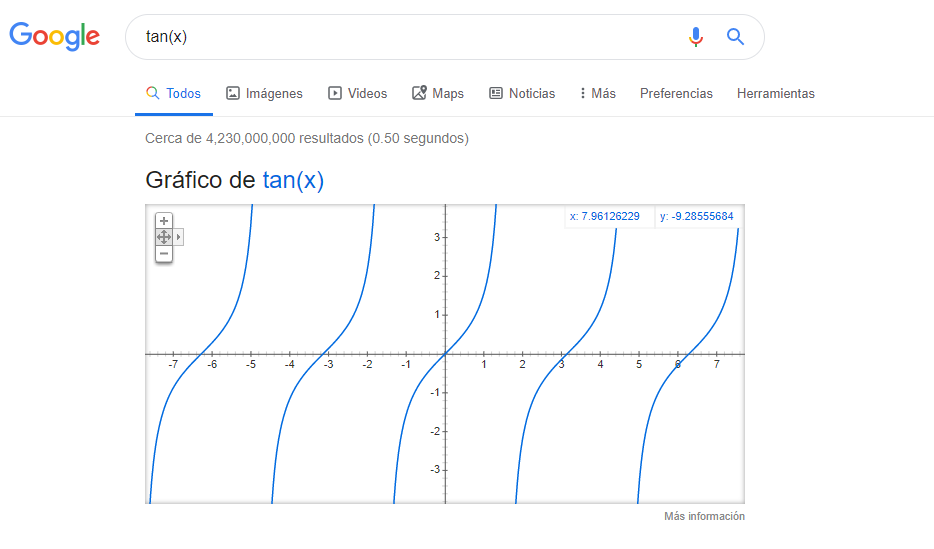 Google tan(x)
Todos Imágenes Videos Maps Noticias Más Preferencias Herramientas
Cerca de 4,230,000,000 resultados (0.50 segundos)
Gráfico de tan(x)
x: 7.96126229 y: -9.28555684
3
2
1
-7 -6 -5 -4 -3 -2 -1 1 2 3 4 5 6 7
-1
-2
-3
Más información